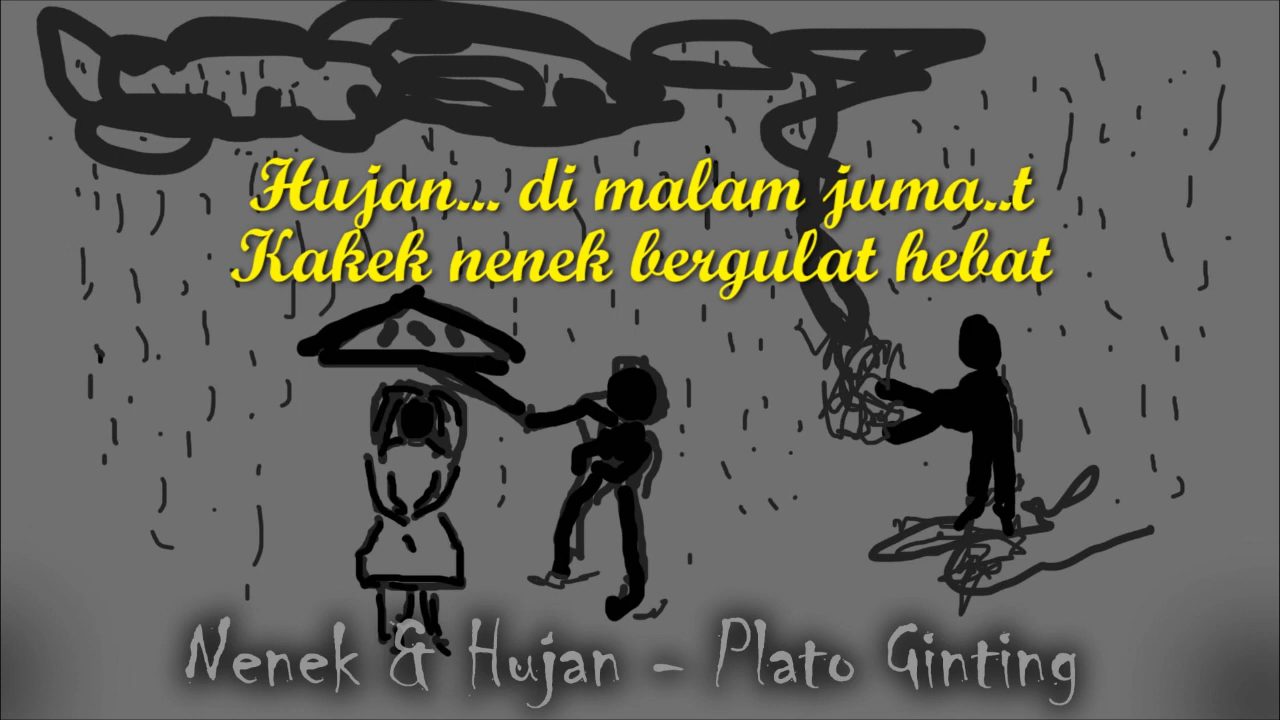 Hujan... di malam juma..t
Kakek nenek bergulat hebat
Nenek & Hujan - Plato Ginting